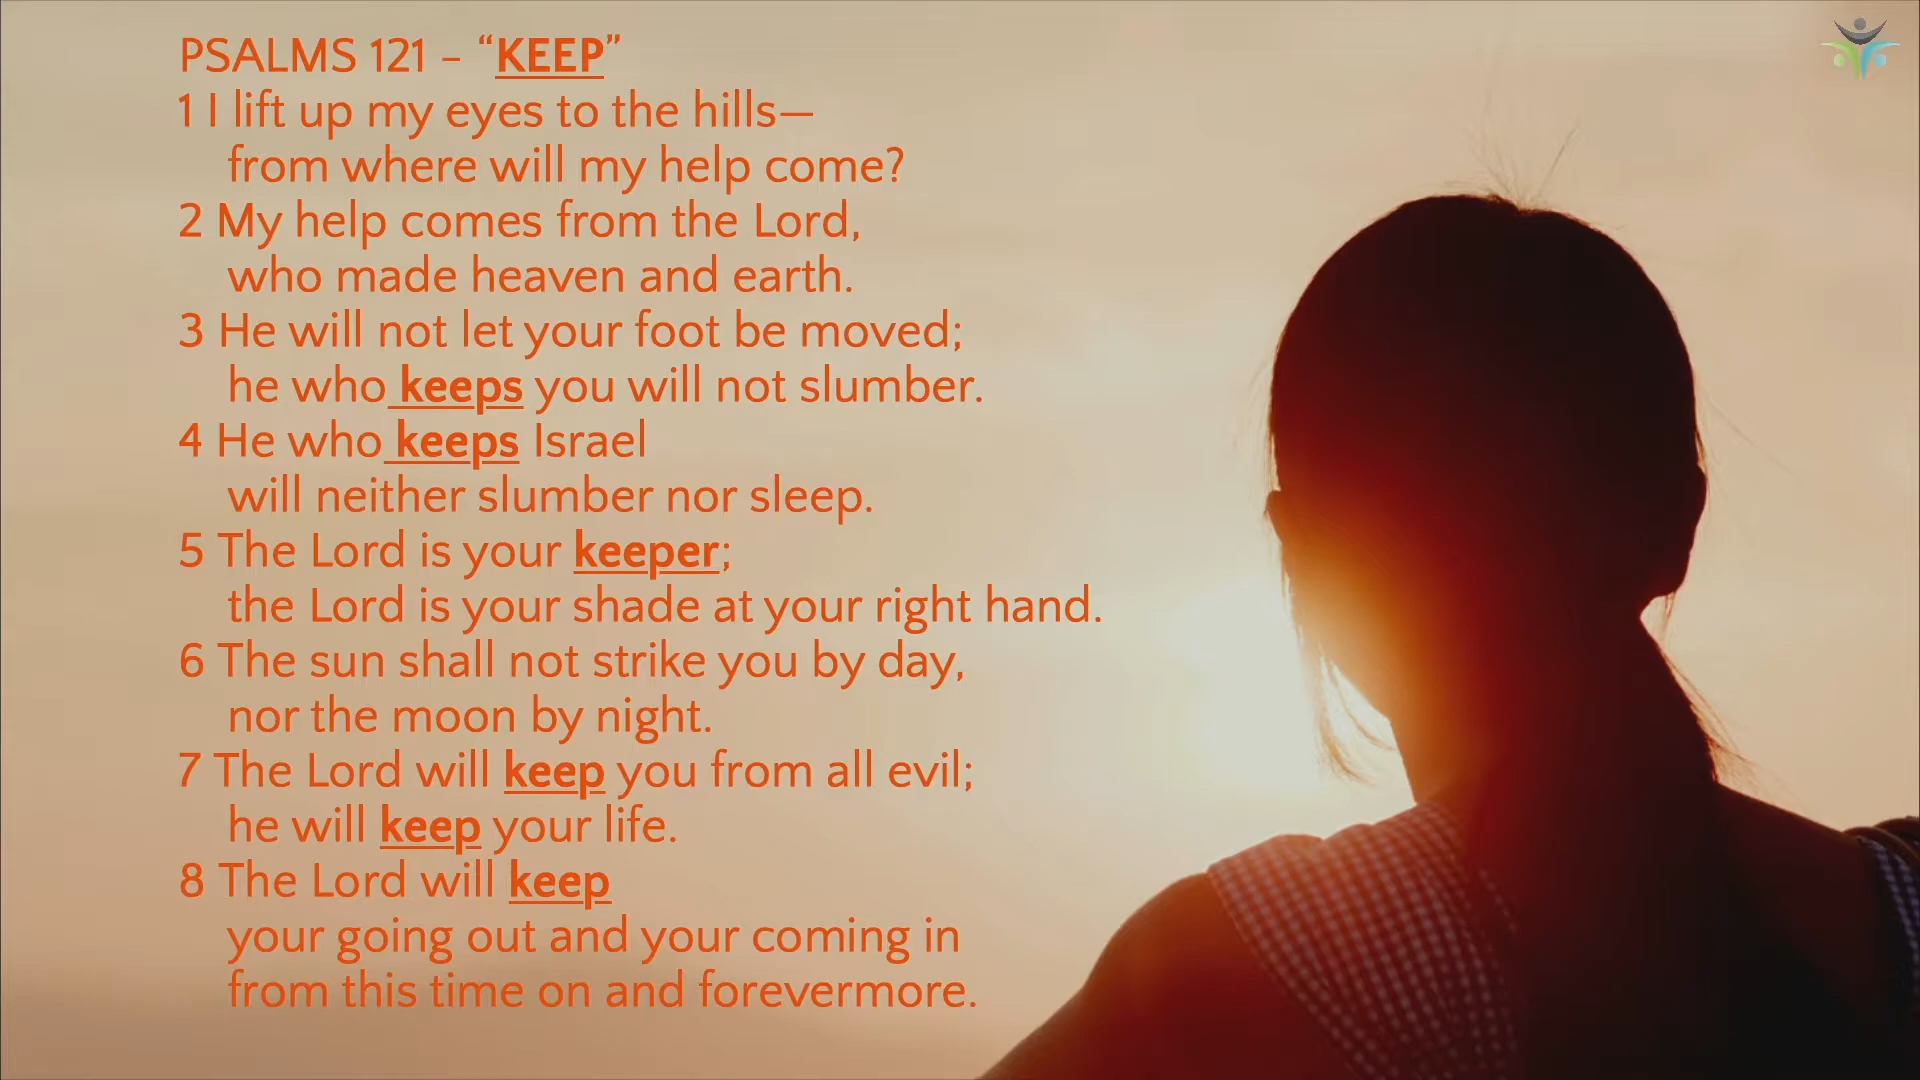 PSALMS 121 – “KEEP”
1 I lift up my eyes to the hills—
from where will my help come?
2 My help comes from the Lord,
who made heaven and earth.
3 He will not let your foot be moved;
he who keeps you will not slumber.
4 He who keeps Israel
will neither slumber nor sleep.
5 The Lord is your keeper;
the Lord is your shade at your right hand.
6 The sun shall not strike you by day,
nor the moon by night.
7 The Lord will keep you from all evil;
he will keep your life.
8 The Lord will keep
your going out and your coming in
from this time on and forevermore.